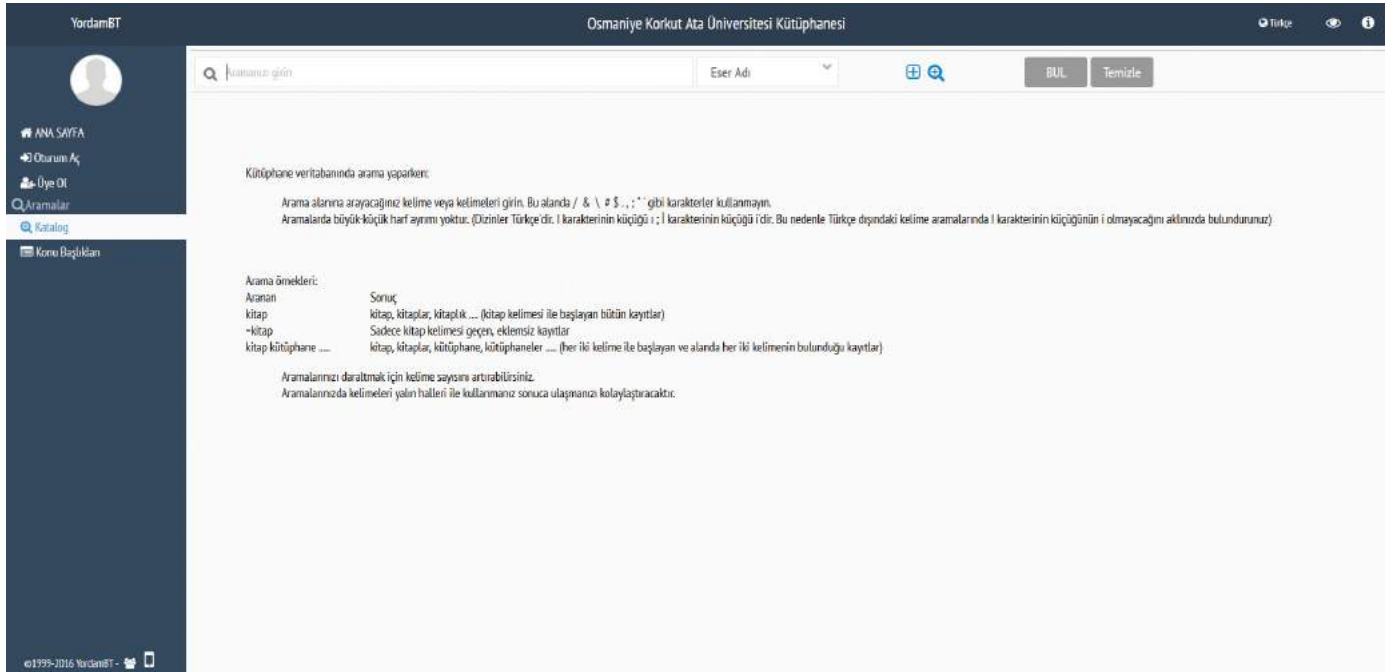 YordamBT
Osmaniye Korkut Ata Üniversitesi Kütüphanesi
Türkçe
Aramanızı girin
Eser Adı
BUL
Temizle
ANA SAYFA
Oturum Aç
Üye Ol
Aramalar
Katalog
Konu Başlıkları
Kütüphane veritabanında arama yaparken:
Arama alanına arayacağınız kelime veya kelimeleri girin. Bu alanda / & \ # $ . , ; ˆ ` gibi karakterler kullanmayın.
Aramalarda büyük-küçük harf ayrımı yoktur. (Dizinler Türkçe'dir. I karakterinin küçüğü ı ; İ karakterinin küçüğü i'dir. Bu nedenle Türkçe dışındaki kelime aramalarında I karakterinin küçüğünün i olmayacağını aklınızda bulundurunuz)
Arama örnekleri:
Aranan Sonuç
kitap kitap, kitaplar, kitaplık .... (kitap kelimesi ile başlayan bütün kayıtlar)
~kitap Sadece kitap kelimesi geçen, eklemsiz kayıtlar
kitap kütüphane ..... kitap, kitaplar, kütüphane, kütüphaneler ..... (her iki kelime ile başlayan ve alanda her iki kelimenin bulunduğu kayıtlar)
Aramalarınızı daraltmak için kelime sayısını artırabilirsiniz.
Aramalarınızda kelimeleri yalın halleri ile kullanmanız sonuca ulaşmanızı kolaylaştıracaktır.
©1999-2016 YordamBT -